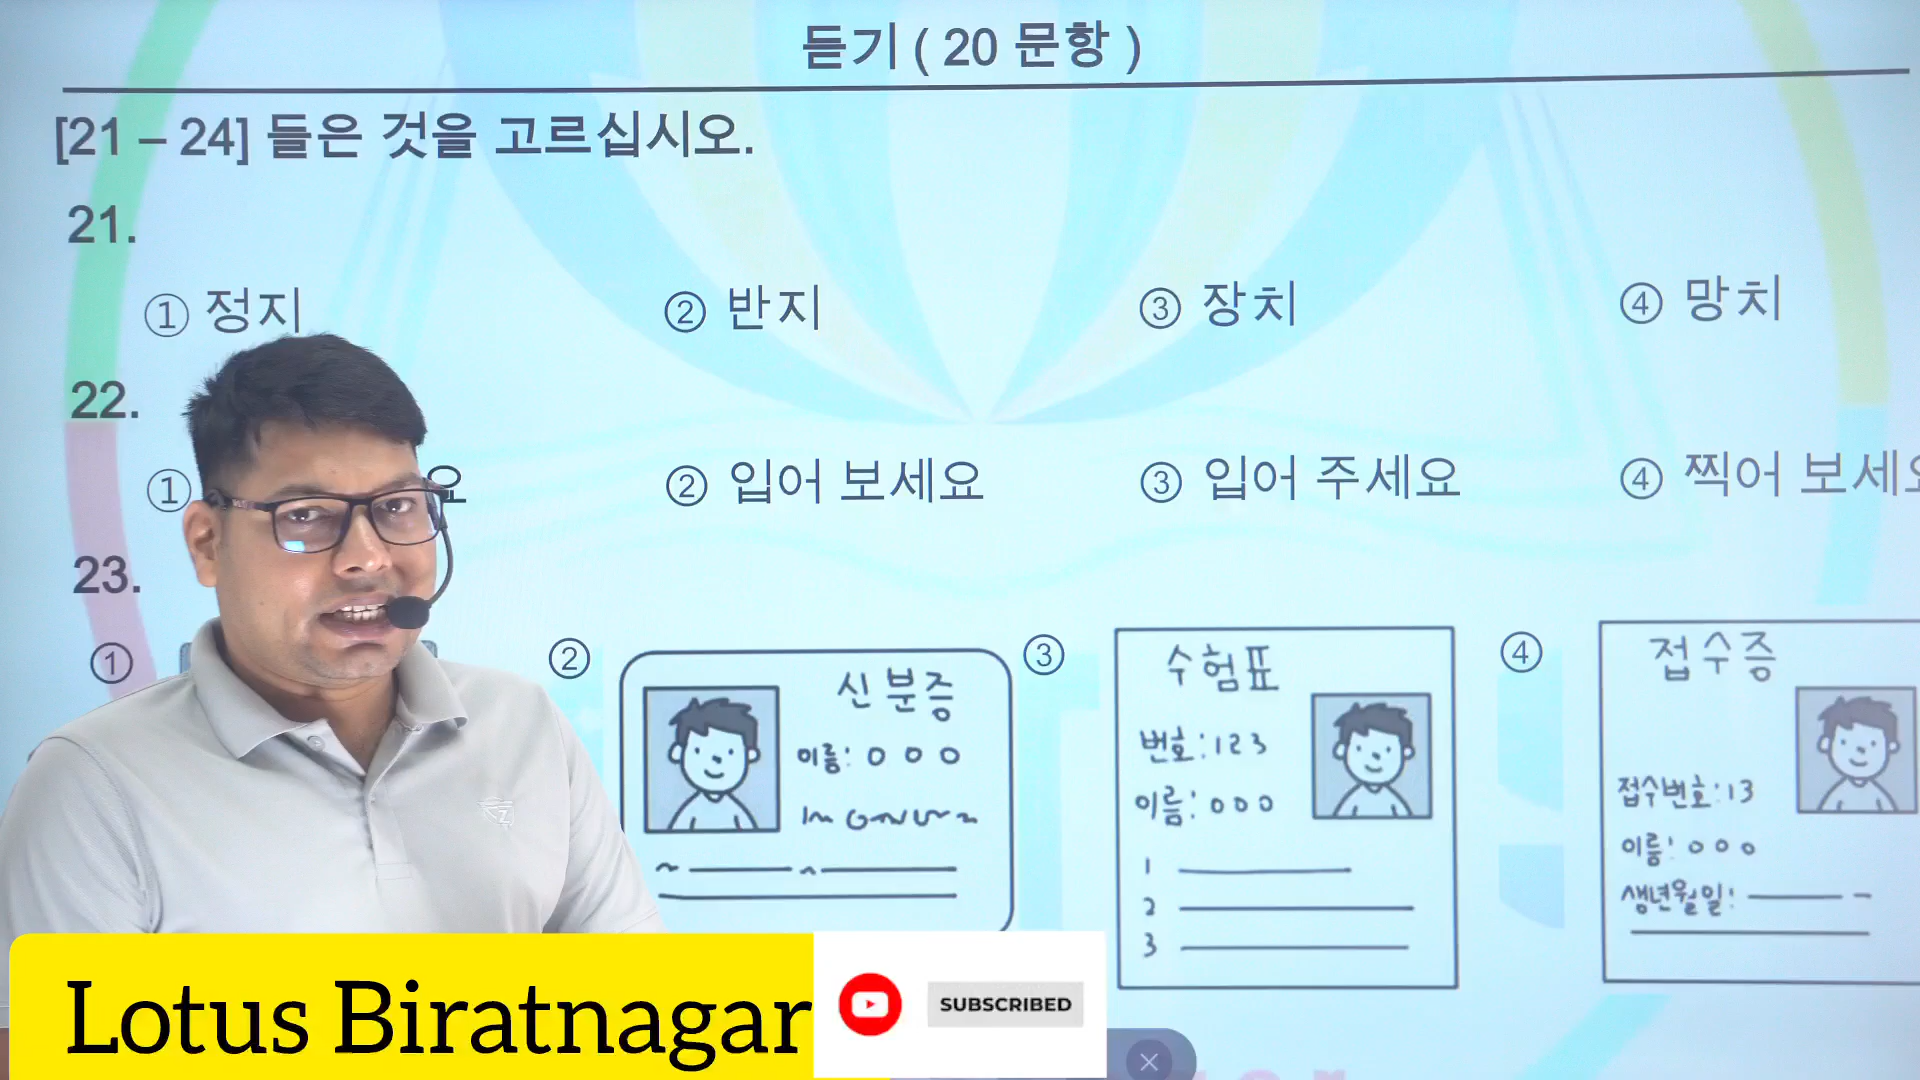 듣기 ( 20 문항 )
[21 – 24] 들은 것을 고르십시오.
21.
① 정지 ② 반지 ③ 장치 ④ 망치
22.
① 요 ② 입어 보세요 ③ 입어 주세요 ④ 찍어 보세요
23.
① ② ③ ④
신분증
이름: O O O
수험표
번호: 123
이름: O O O
1
2
3
접수증
접수번호: 13
이름: O O O
생년월일:
Lotus Biratnagar
SUBSCRIBED